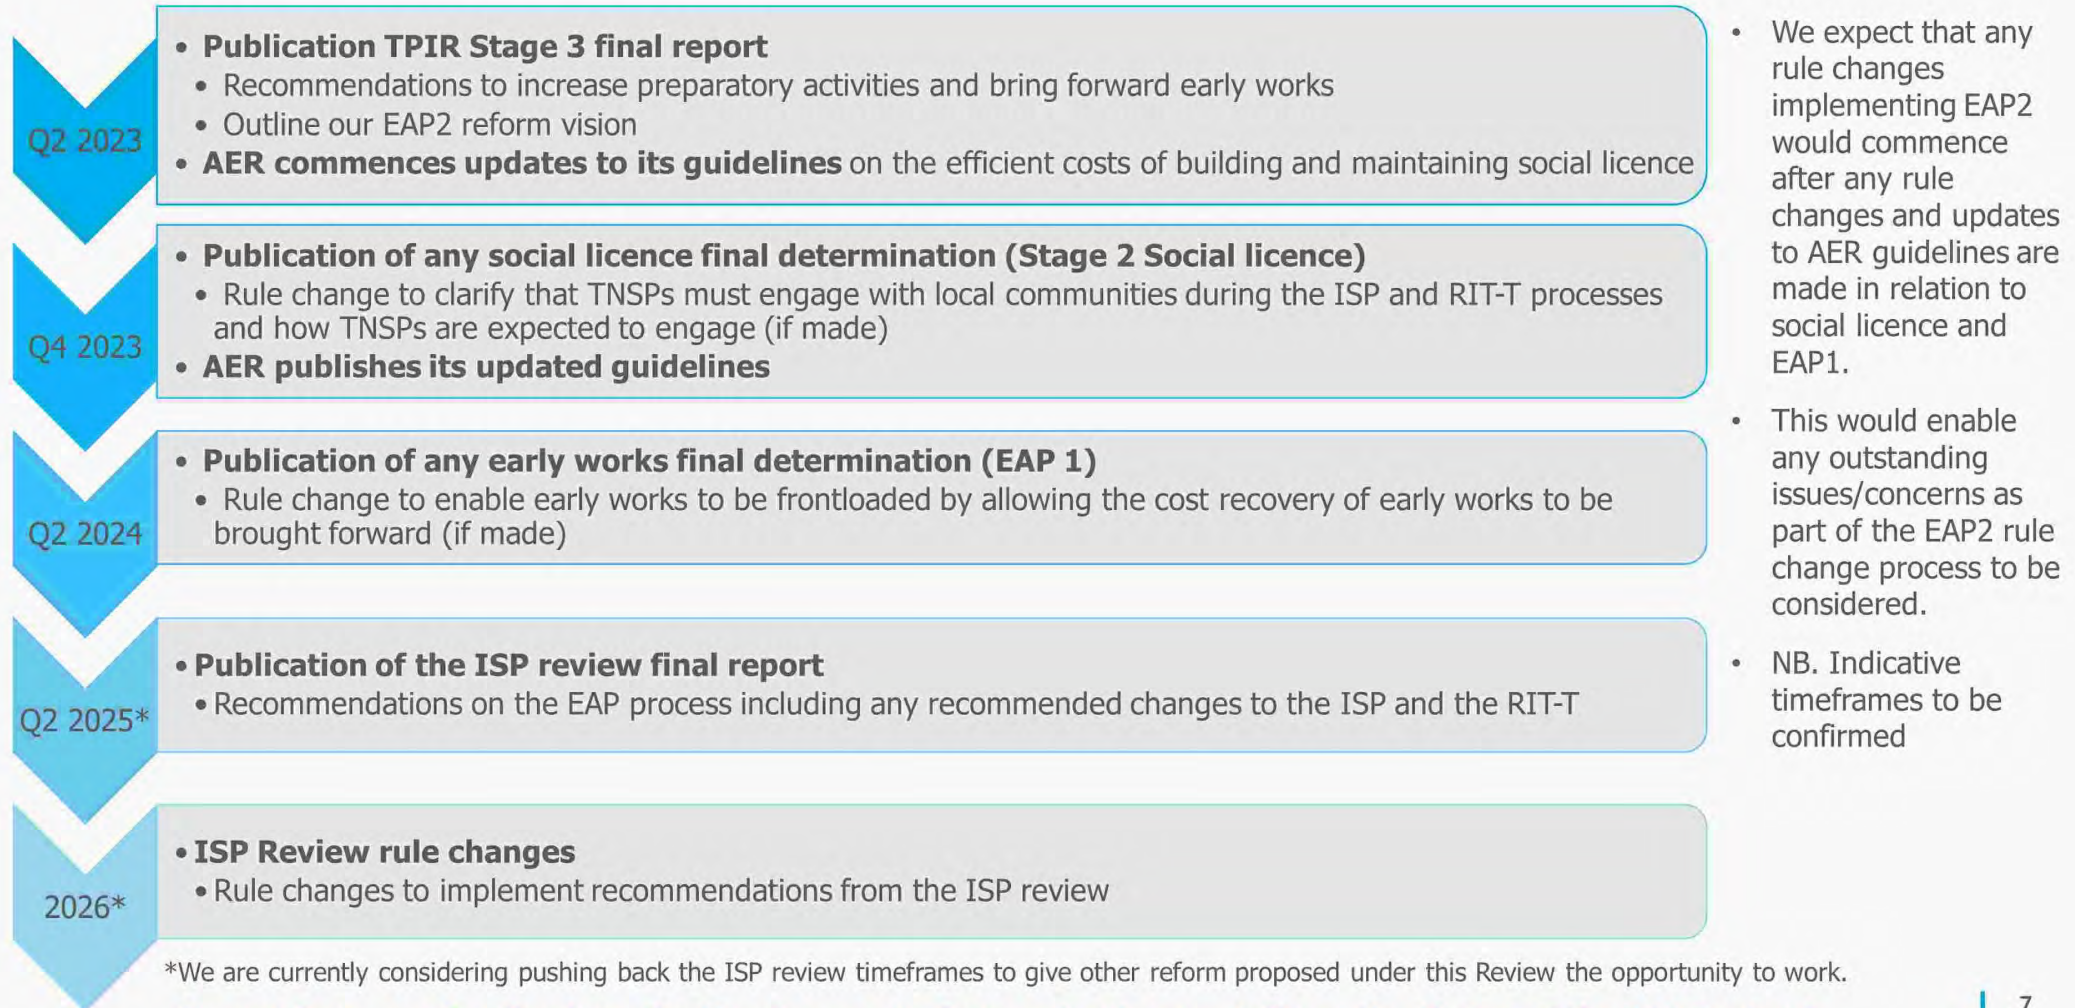 Q2 2023
• Publication TPIR Stage 3 final report
• Recommendations to increase preparatory activities and bring forward early works
• Outline our EAP2 reform vision
• AER commences updates to its guidelines on the efficient costs of building and maintaining social licence
Q4 2023
• Publication of any social licence final determination (Stage 2 Social licence)
• Rule change to clarify that TNSPs must engage with local communities during the ISP and RIT-T processes
and how TNSPs are expected to engage (if made)
• AER publishes its updated guidelines
Q2 2024
• Publication of any early works final determination (EAP 1)
• Rule change to enable early works to be frontloaded by allowing the cost recovery of early works to be
brought forward (if made)
Q2 2025*
• Publication of the ISP review final report
• Recommendations on the EAP process including any recommended changes to the ISP and the RIT-T
2026*
• ISP Review rule changes
• Rule changes to implement recommendations from the ISP review
*We are currently considering pushing back the ISP review timeframes to give other reform proposed under this Review the opportunity to work.
• We expect that any
rule changes
implementing EAP2
would commence
after any rule
changes and updates
to AER guidelines are
made in relation to
social licence and
EAP1.
• This would enable
any outstanding
issues/concerns as
part of the EAP2 rule
change process to be
considered.
• NB. Indicative
timeframes to be
confirmed
7